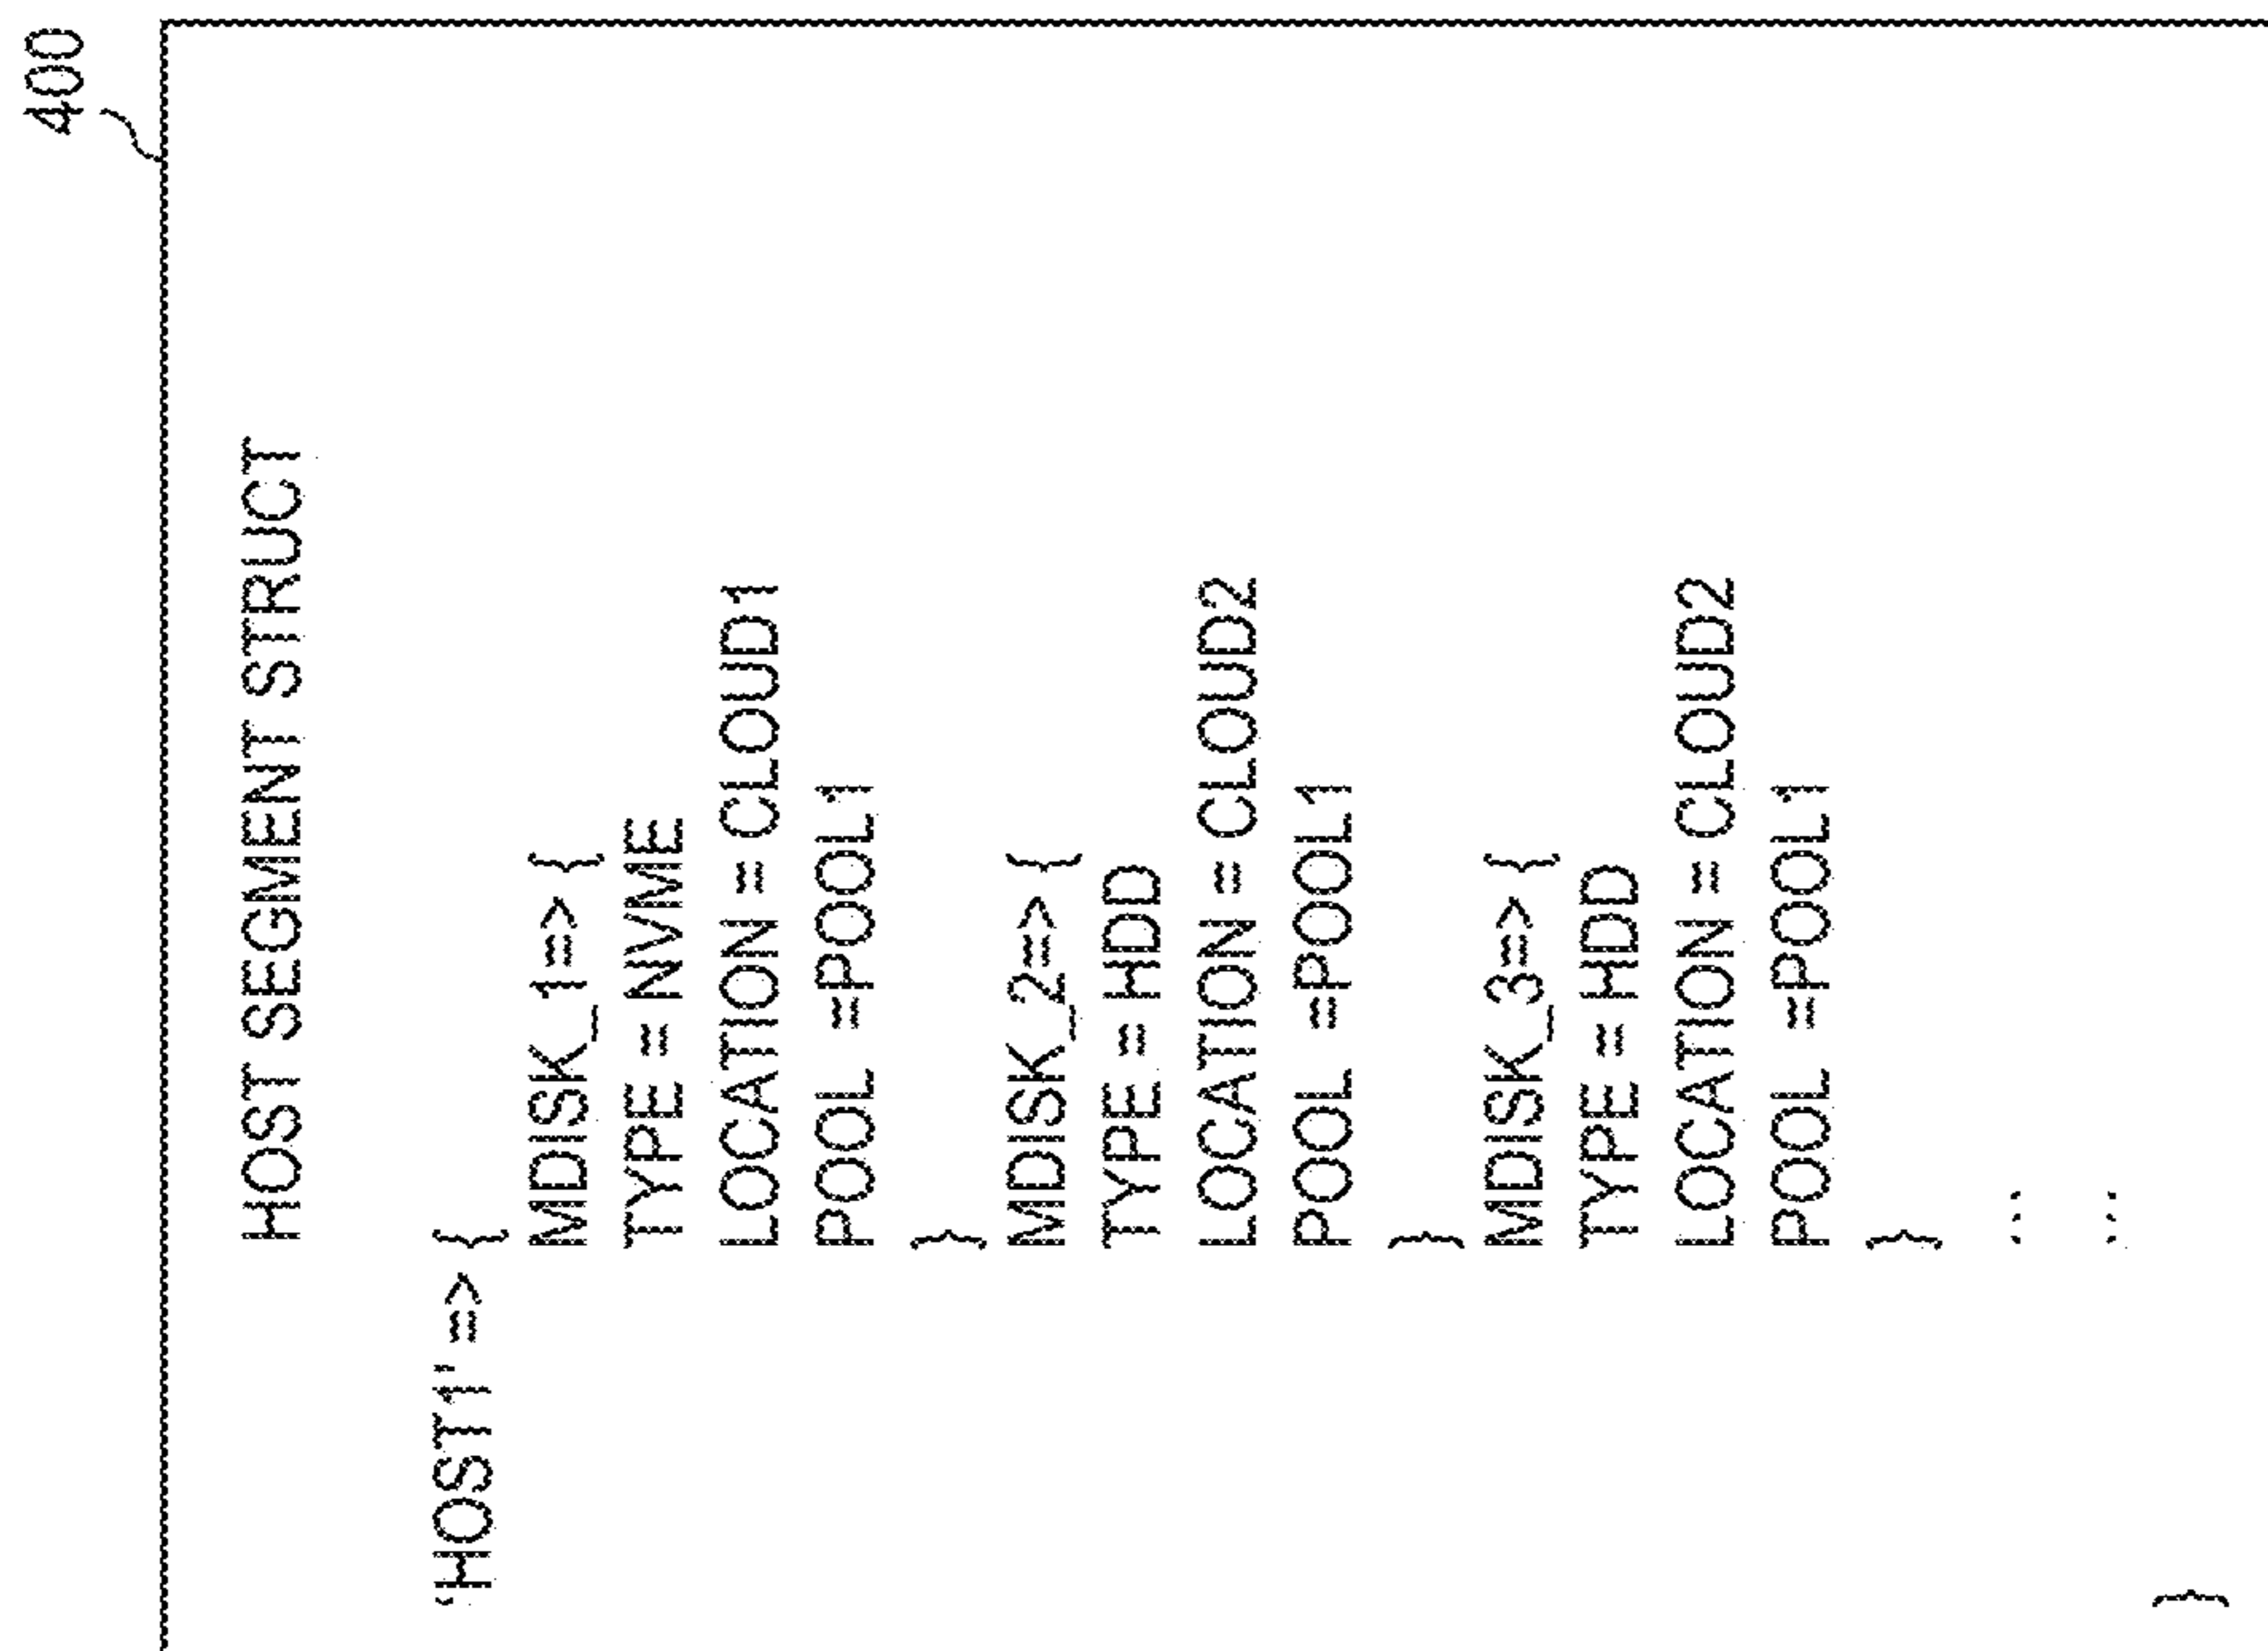 400
HOST SEGMENT STRUCT
'HOST1' => {
MDISK_1=> {
TYPE = NVME
LOCATION = CLOUD1
POOL =POOL1
}
MDISK_2=> {
TYPE = HDD
LOCATION = CLOUD2
POOL =POOL1
}
MDISK_3=> {
TYPE = HDD
LOCATION = CLOUD2
POOL =POOL1
}
...
...
}